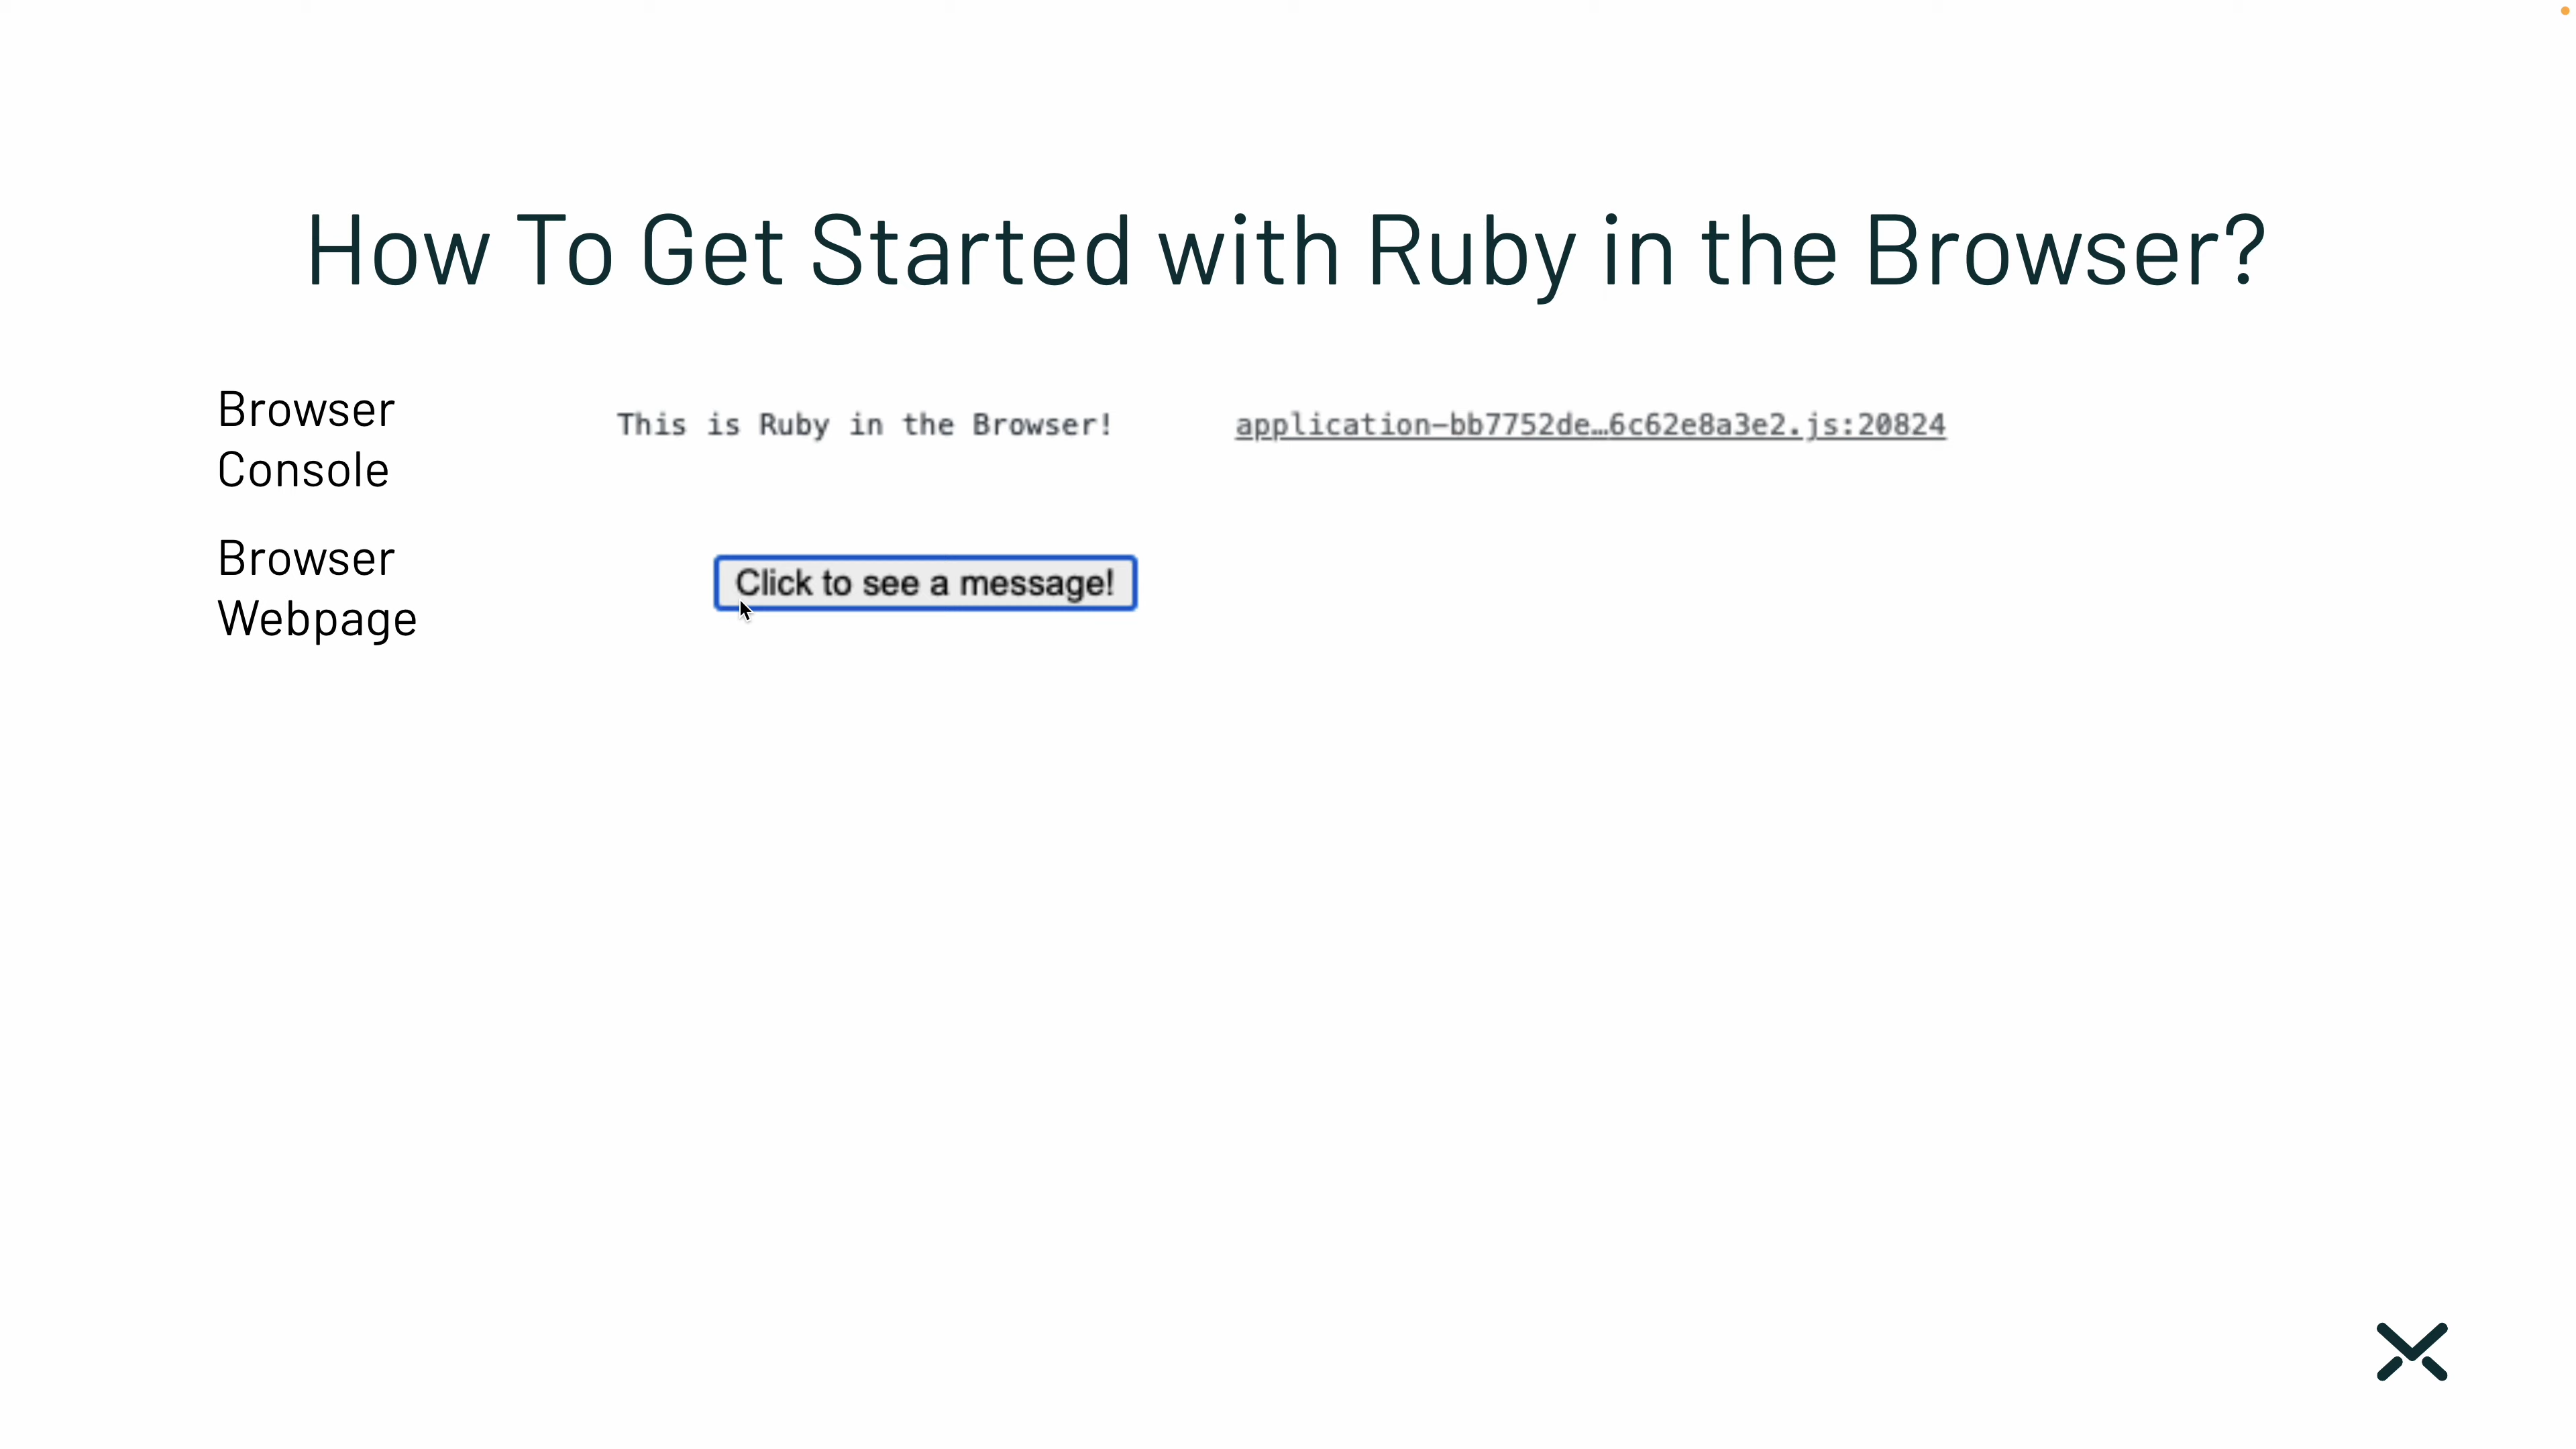 How To Get Started with Ruby in the Browser?
Browser
Console
This is Ruby in the Browser! application-bb7752de…6c62e8a3e2.js:20824
Browser
Webpage
Click to see a message!